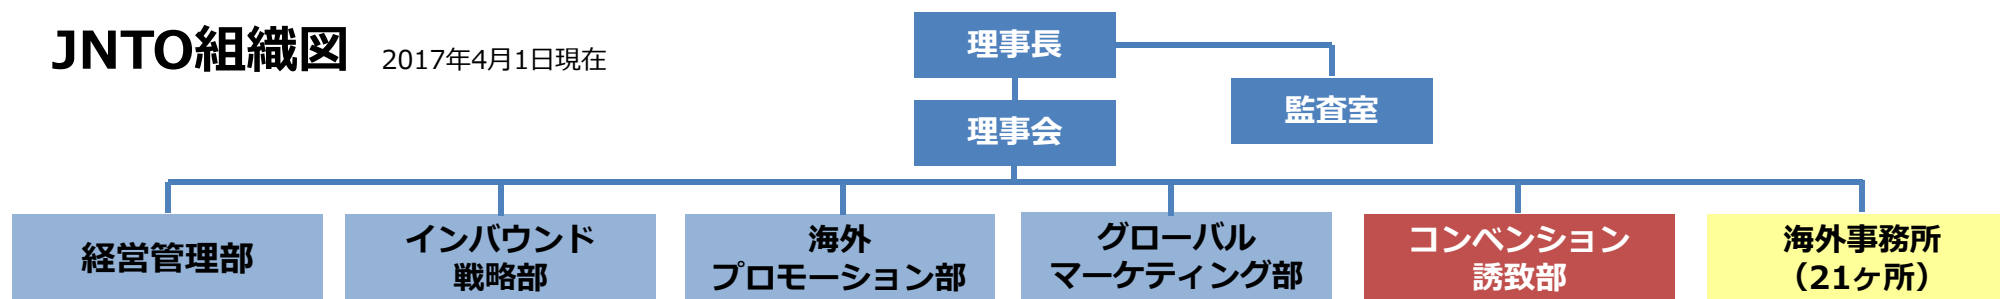 JNTO組織図 2017年4月1日現在
理事長
監査室
理事会
経営管理部
インバウンド
戦略部
海外
プロモーション部
グローバル
マーケティング部
コンベンション
誘致部
海外事務所
（21ヶ所）